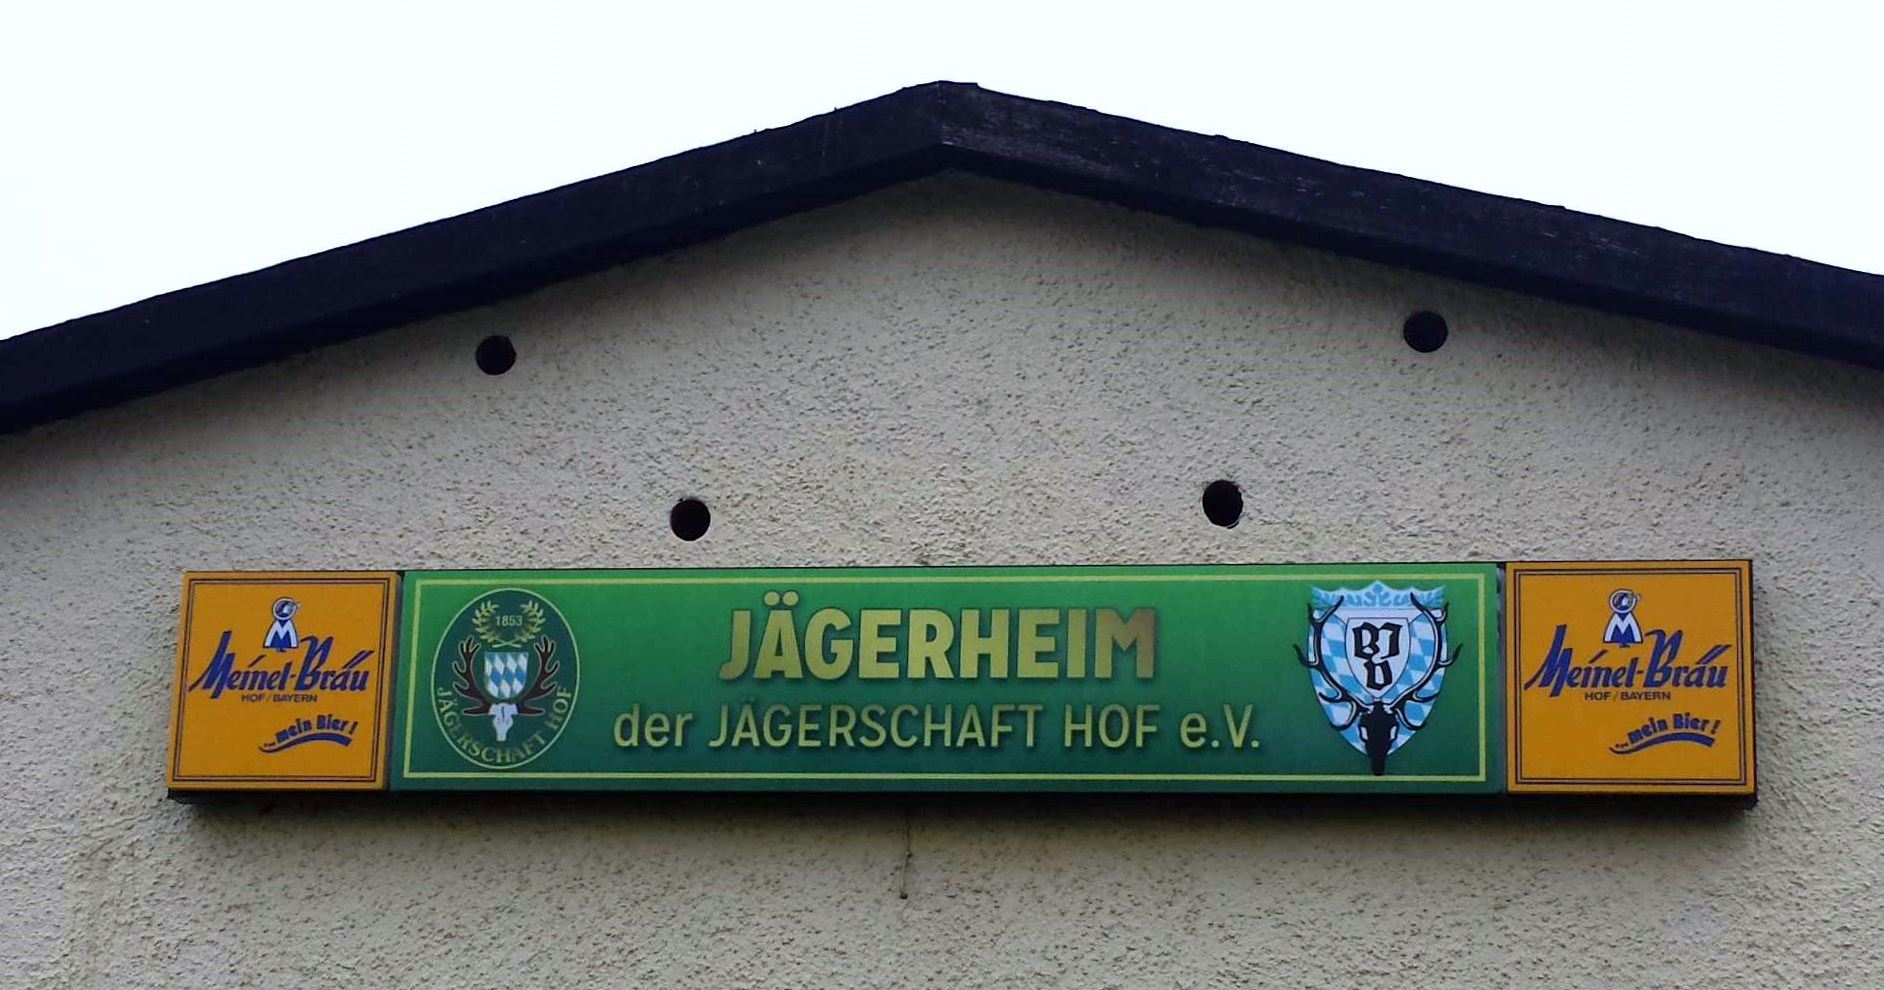 Meinel-Bräu
HOF / BAYERN
...mein Bier!
1853
JÄGERSCHAFT HOF
JÄGERHEIM
der JÄGERSCHAFT HOF e.V.
BJV
Meinel-Bräu
HOF / BAYERN
...mein Bier!